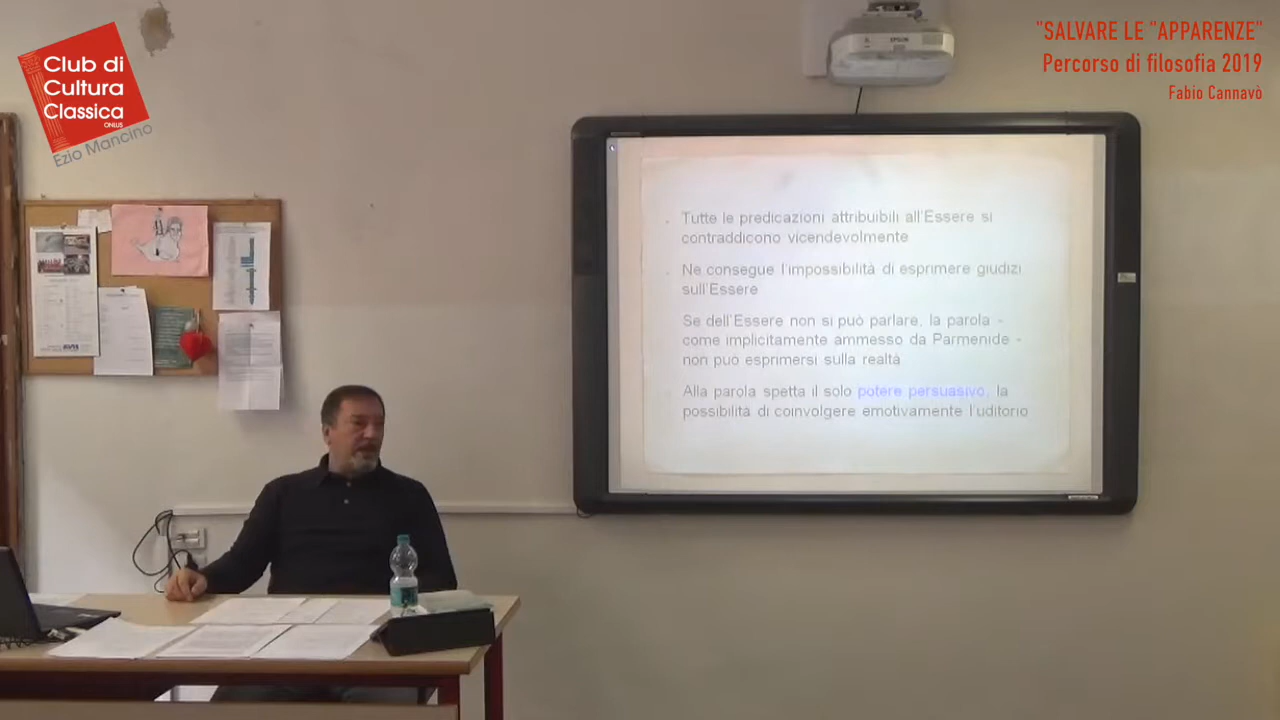 Club di
Cultura
Classica
ONLUS
Ezio Mancino
"SALVARE LE "APPARENZE"
Percorso di filosofia 2019
Fabio Cannavò
EPSON
Tutte le predicazioni attribuibili all'Essere si
contraddicono vicendevolmente
Ne consegue l'impossibilità di esprimere giudizi
sull'Essere
Se dell'Essere non si può parlare, la parola -
come implicitamente ammesso da Parmenide -
non può esprimersi sulla realtà
Alla parola spetta il solo potere persuasivo, la
possibilità di coinvolgere emotivamente l'uditorio